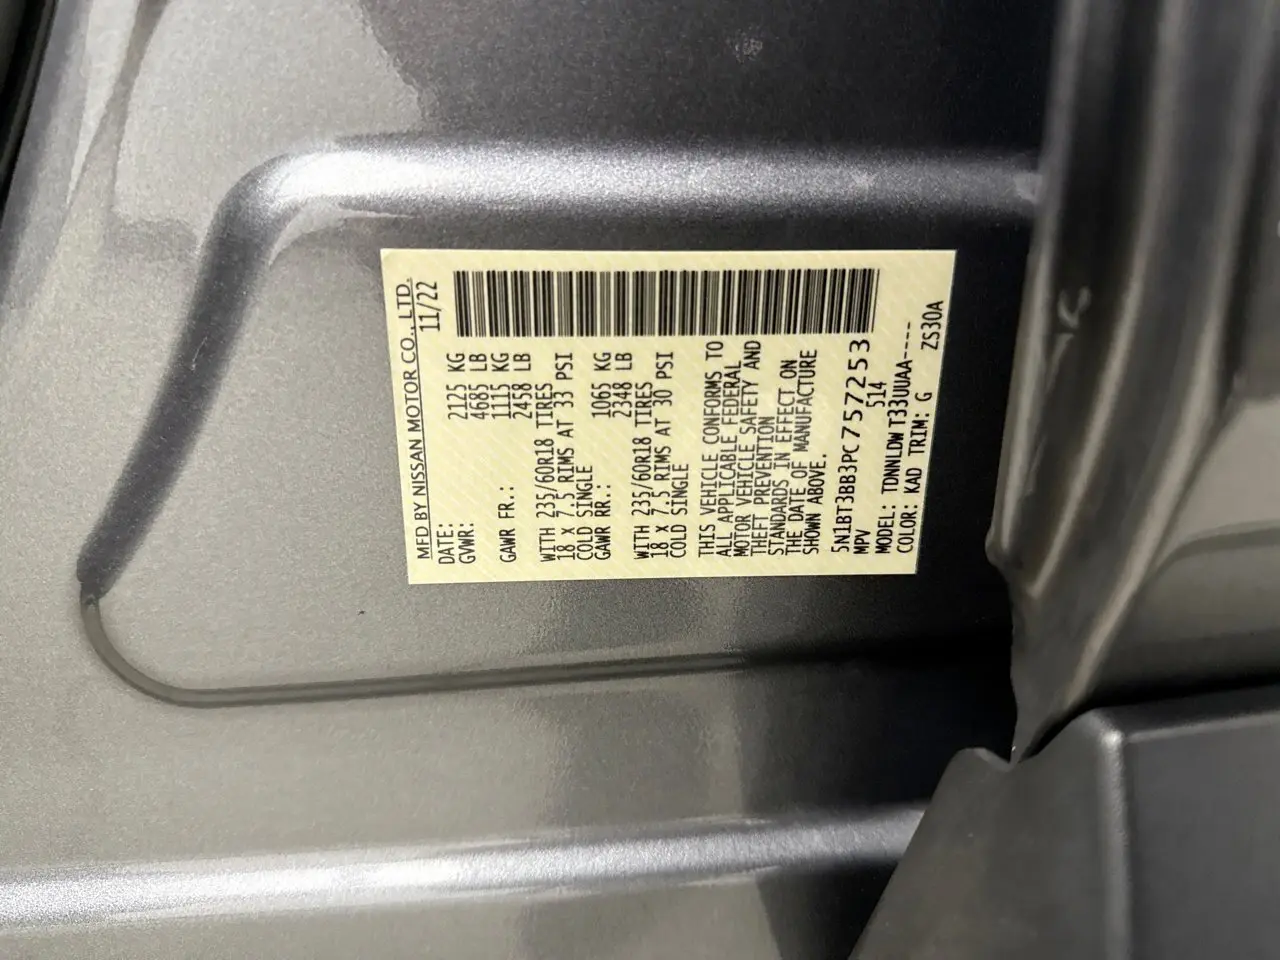 MFD BY NISSAN MOTOR CO., LTD.
DATE: 11/22
GVWR: 2125 KG
4685 LB
GAWR FR.: 1115 KG
2458 LB
WITH 235/60R18 TIRES
18 X 7.5 RIMS AT 33 PSI
COLD SINGLE
GAWR RR.: 1065 KG
2348 LB
WITH 235/60R18 TIRES
18 X 7.5 RIMS AT 30 PSI
COLD SINGLE
THIS VEHICLE CONFORMS TO
ALL APPLICABLE FEDERAL
MOTOR VEHICLE SAFETY AND
THEFT PREVENTION
STANDARDS IN EFFECT ON
THE DATE OF MANUFACTURE
SHOWN ABOVE.
5N1BT3BB3PC757253
MPV 514
MODEL: TDNNLDW T33UUAA----
COLOR: KAD TRIM: G ZS30A